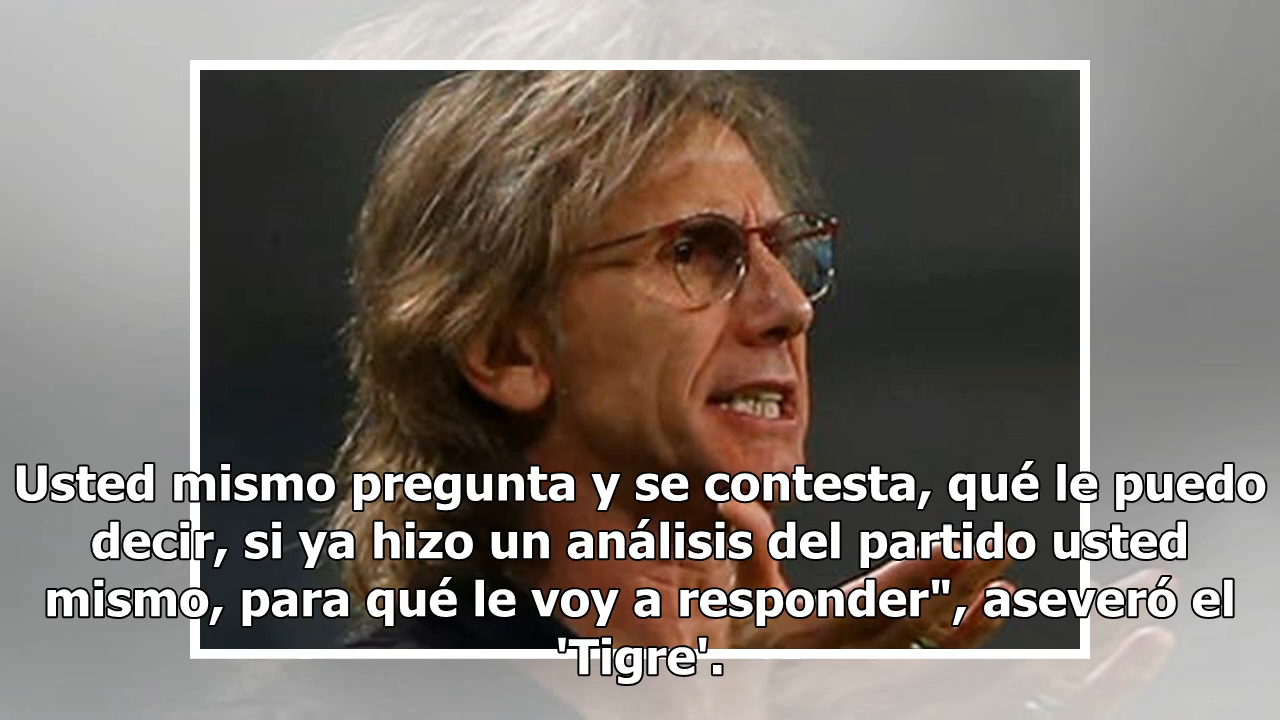 Usted mismo pregunta y se contesta, qué le puedo
decir, si ya hizo un análisis del partido usted
mismo, para qué le voy a responder", aseveró el
'Tigre'.